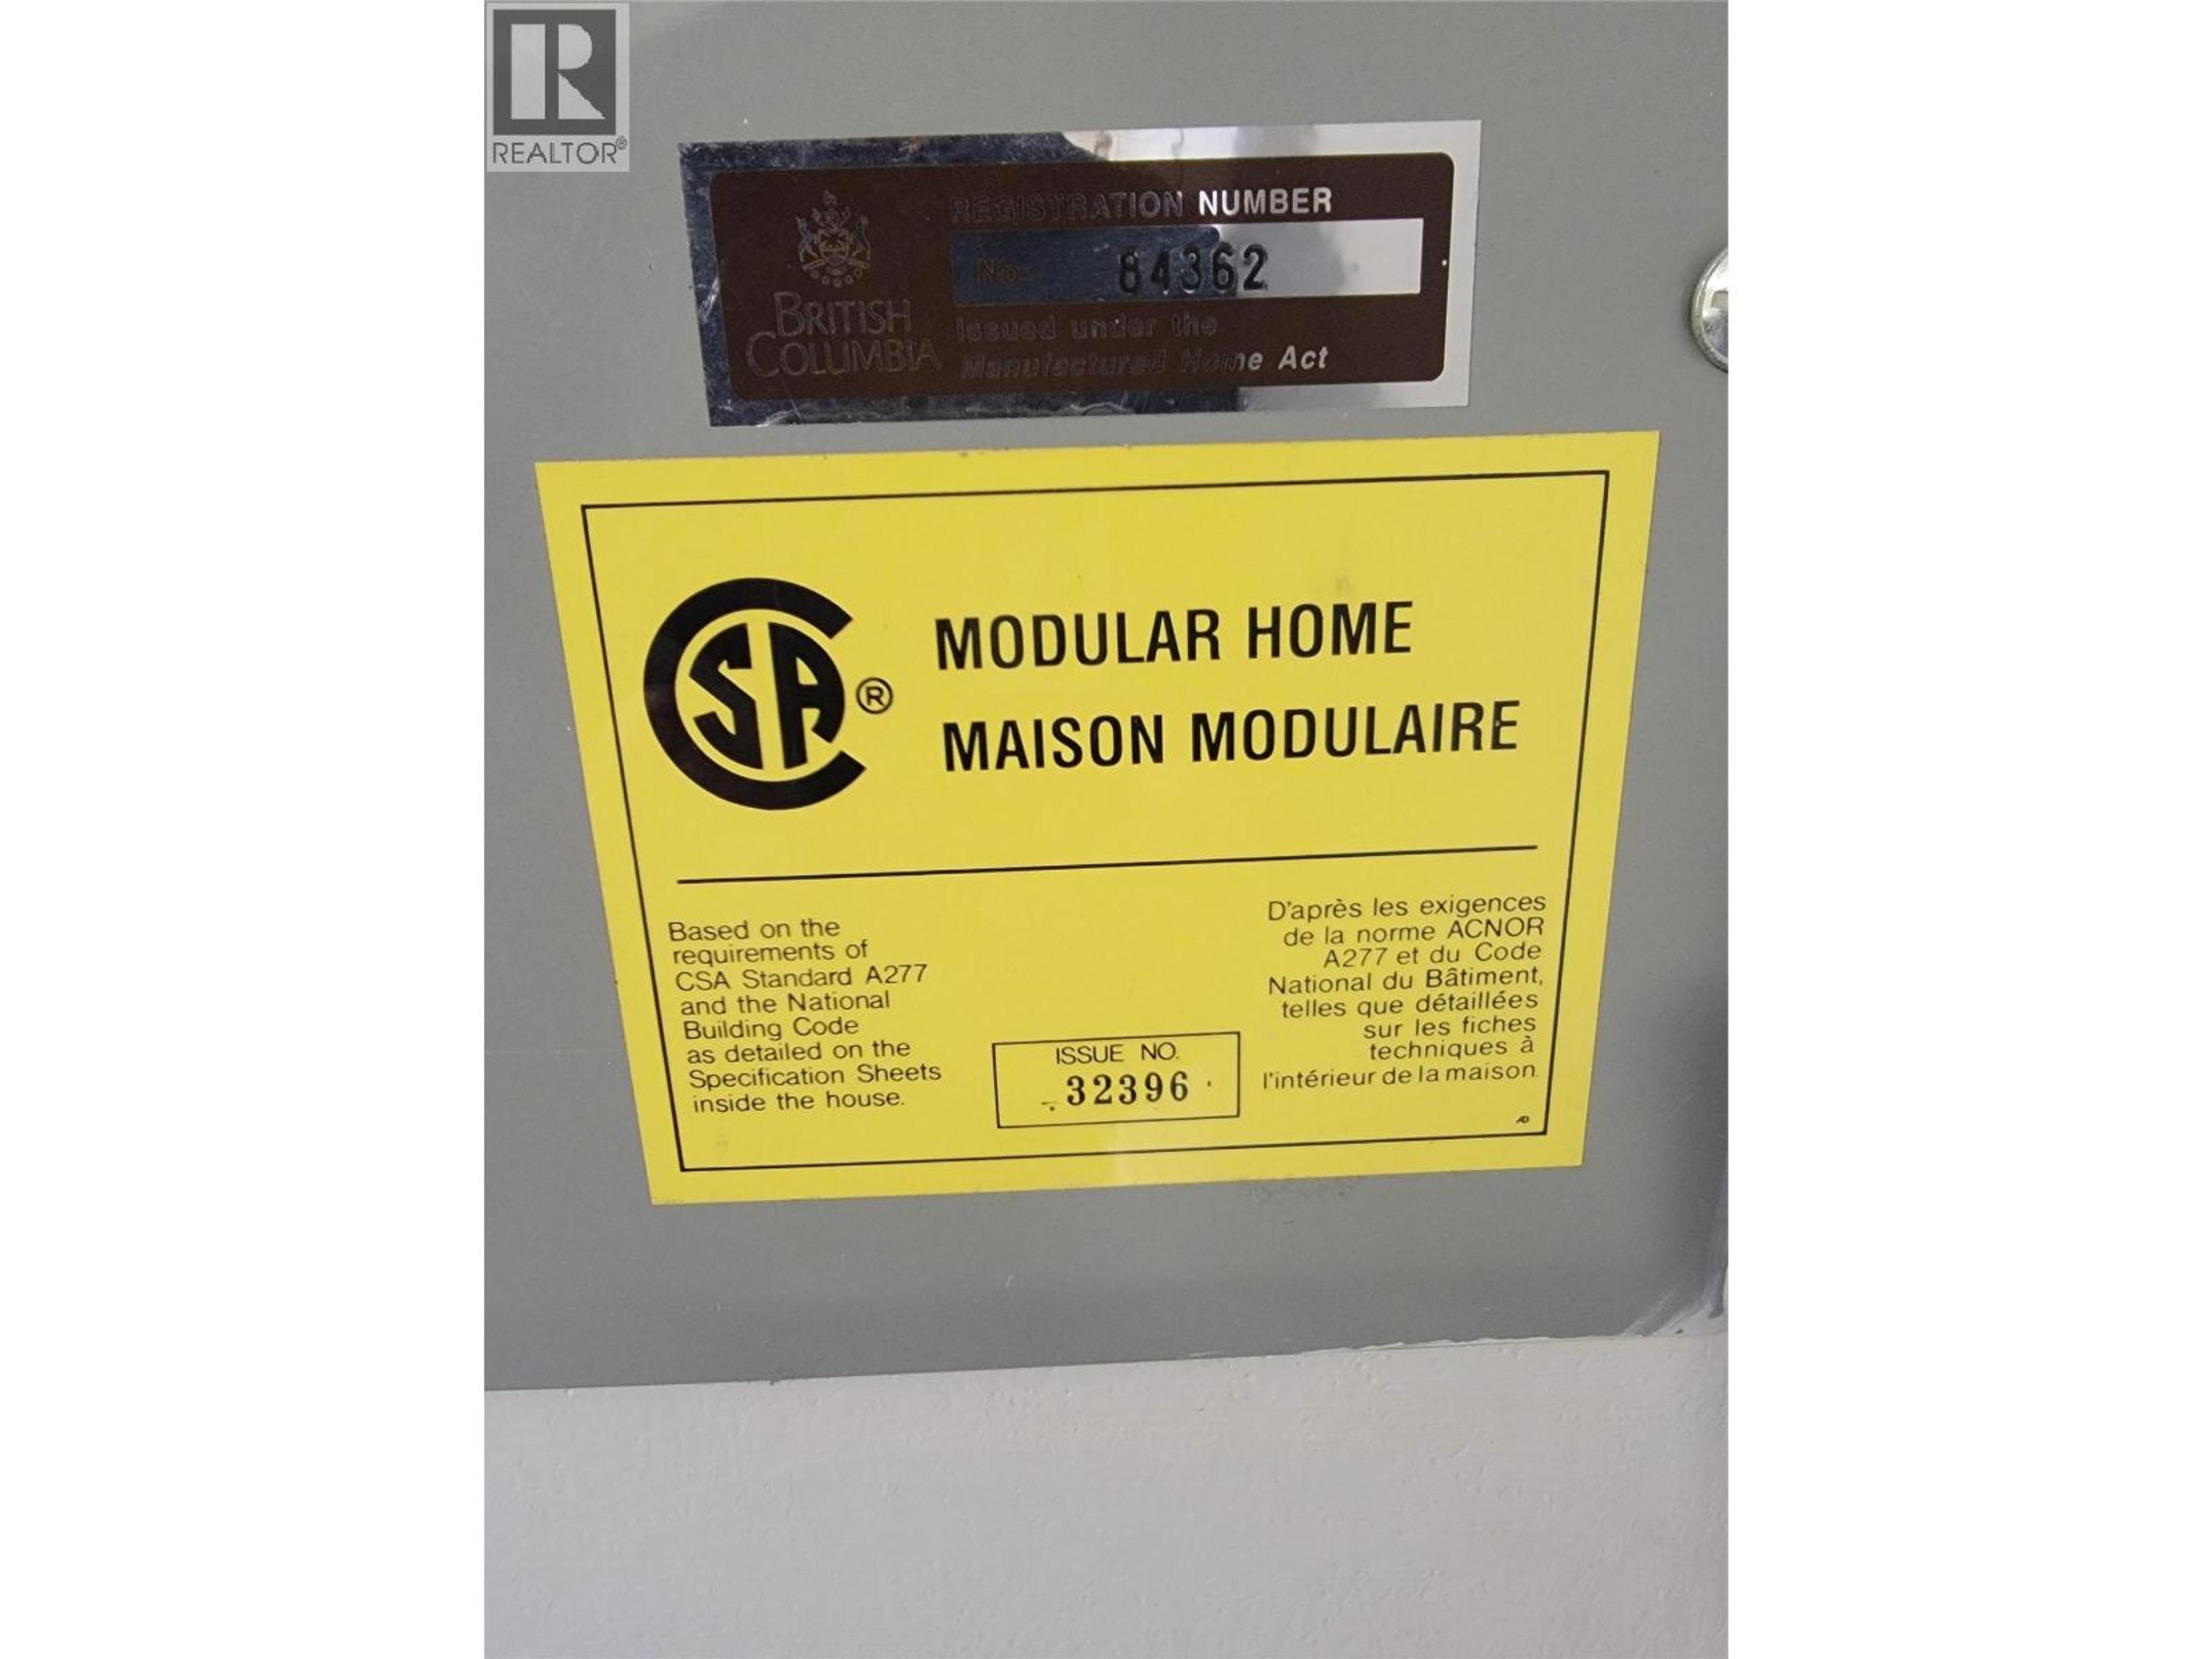 REALTOR®
REGISTRATION NUMBER
No. 84362
BRITISH
COLUMBIA
Issued under the
Manufactured Home Act
CSA ®
MODULAR HOME
MAISON MODULAIRE
Based on the
requirements of
CSA Standard A277
and the National
Building Code
as detailed on the
Specification Sheets
inside the house.
ISSUE NO.
32396
D'après les exigences
de la norme ACNOR
A277 et du Code
National du Bâtiment,
telles que détaillées
sur les fiches
techniques à
l'intérieur de la maison.